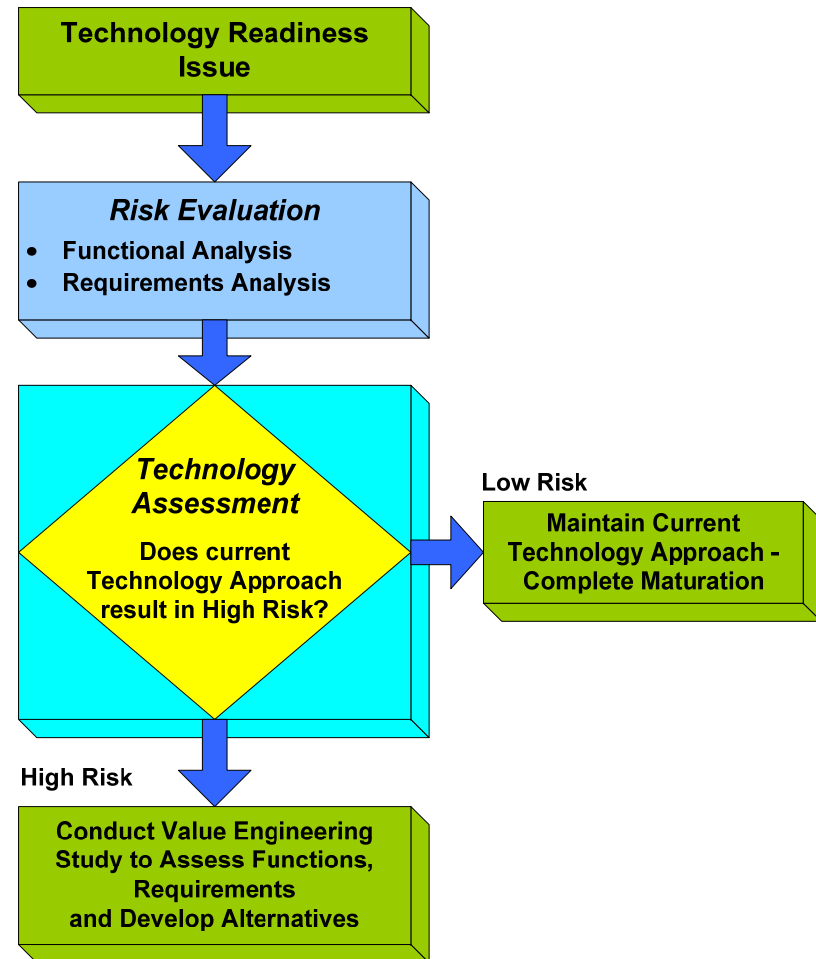 Technology Readiness
Issue
Risk Evaluation
• Functional Analysis
• Requirements Analysis
Technology
Assessment
Does current
Technology Approach
result in High Risk?
Low Risk
Maintain Current
Technology Approach -
Complete Maturation
High Risk
Conduct Value Engineering
Study to Assess Functions,
Requirements
and Develop Alternatives